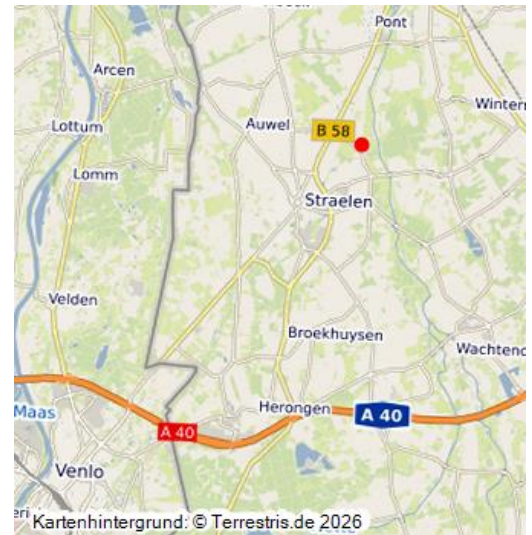 Pont
Arcen
Wintern
Lottum
Auwel
B 58
Lomm
Straelen
Velden
Broekhuysen
Wachtend
Maas
Herongen
A 40
A 40
Venlo
Kartenhintergrund: © Terrestris.de 2026